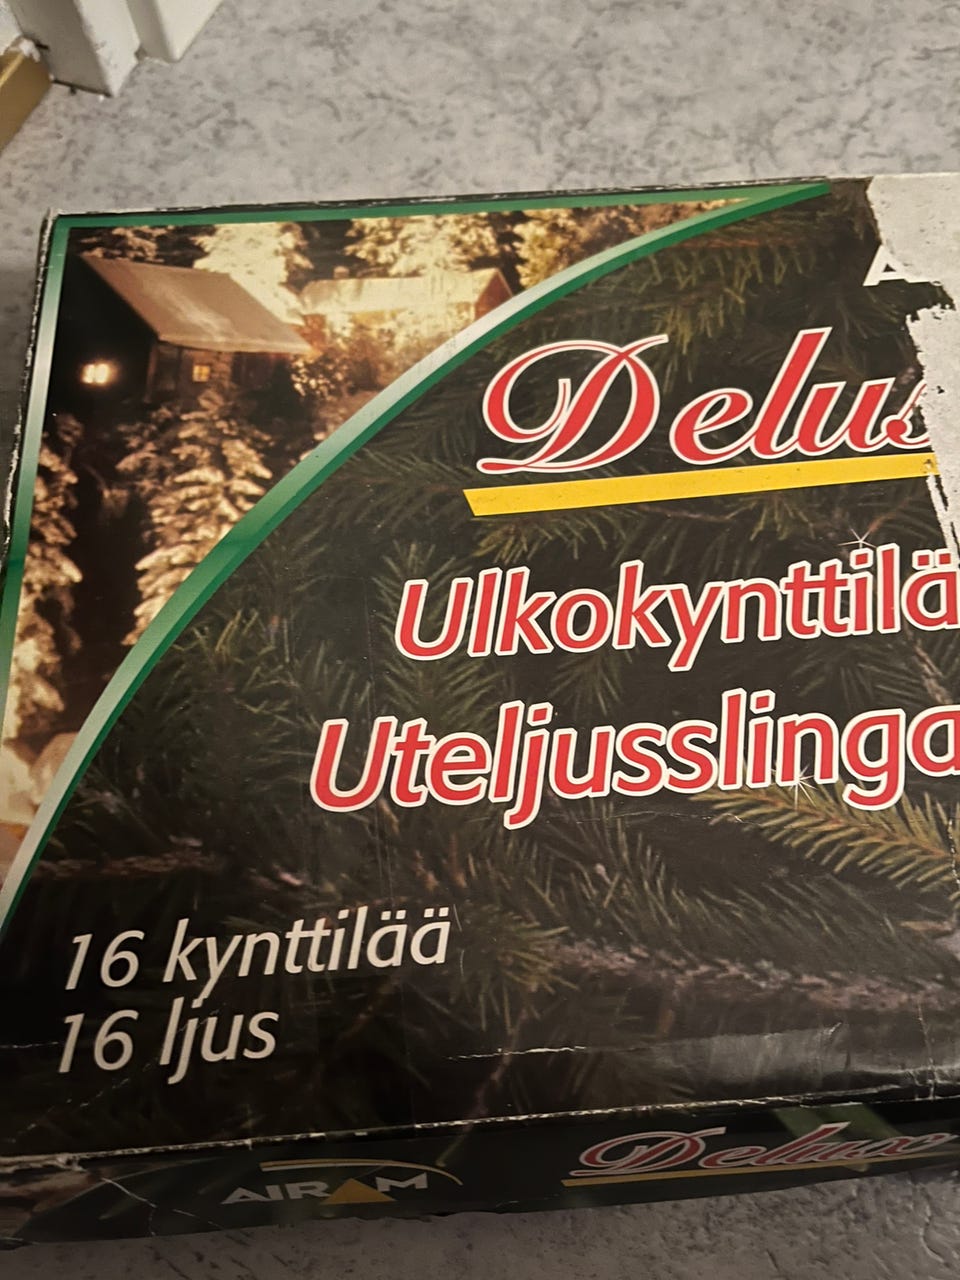 Delu
Ulkokynttilä
Uteljusslinga
16 kynttilää
16 ljus
AIRAM
Deluxe